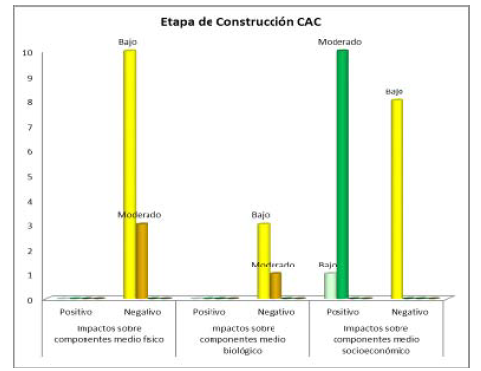 Etapa de Construcción CAC
Bajo
Moderado
10
9
8
7
6
5
4
3
2
1
0
Bajo
Moderado
Bajo
Moderado
Bajo
Bajo
Positivo Negativo Positivo Negativo Positivo Negativo
Impactos sobre componentes medio físico
Impactos sobre componentes medio biológico
Impactos sobre componentes medio socioeconómico